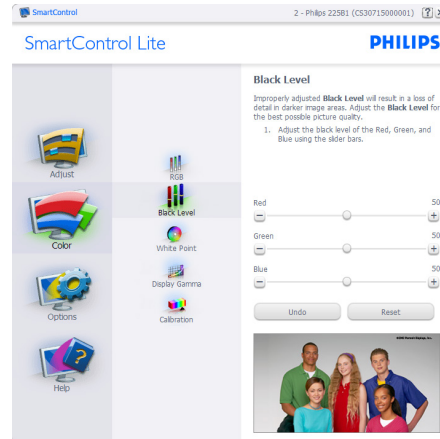 SmartControl
2 - Philips 225B1 (CS30715000001)
?
SmartControl Lite
PHILIPS
Adjust
Color
Options
Help
RGB
Black Level
White Point
Display Gamma
Calibration
Black Level
Improperly adjusted Black Level will result in a loss of
detail in darker image areas. Adjust the Black Level for
the best possible picture quality.
1. Adjust the black level of the Red, Green, and
Blue using the slider bars.
Red 50
Green 50
Blue 50
Undo Reset